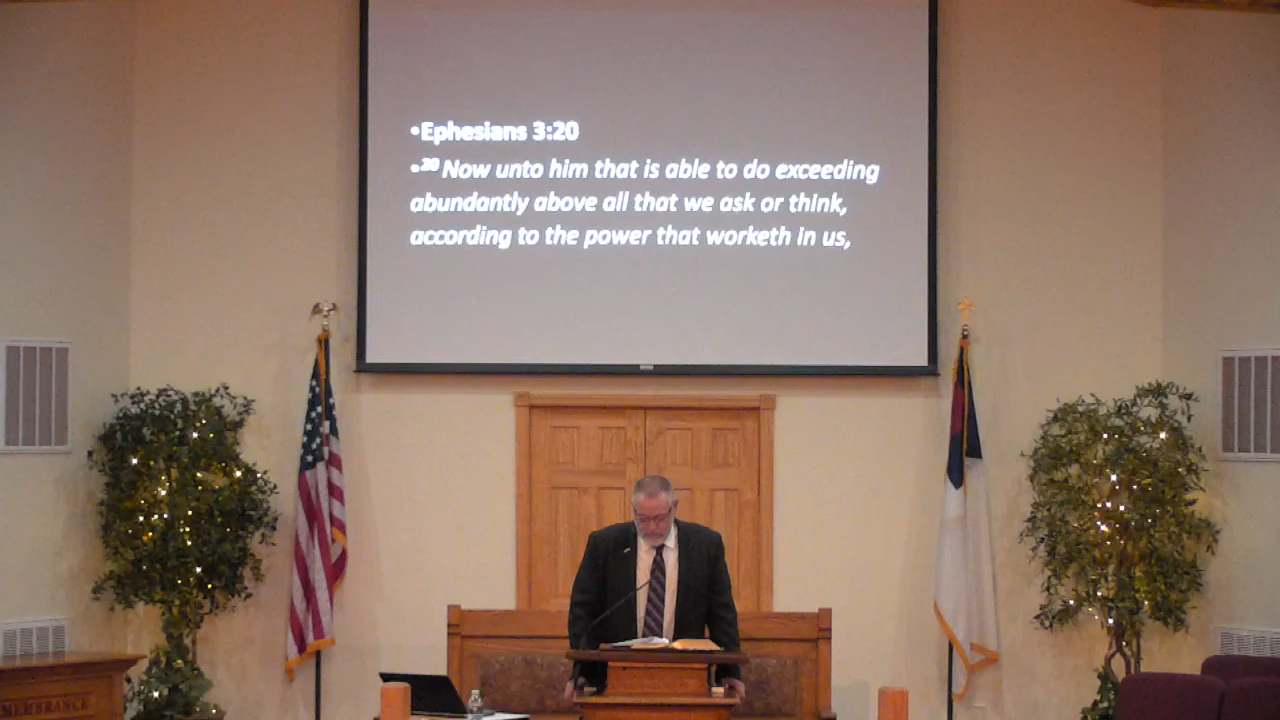 •Ephesians 3:20
•20 Now unto him that is able to do exceeding
abundantly above all that we ask or think,
according to the power that worketh in us,
MEMBRANCE